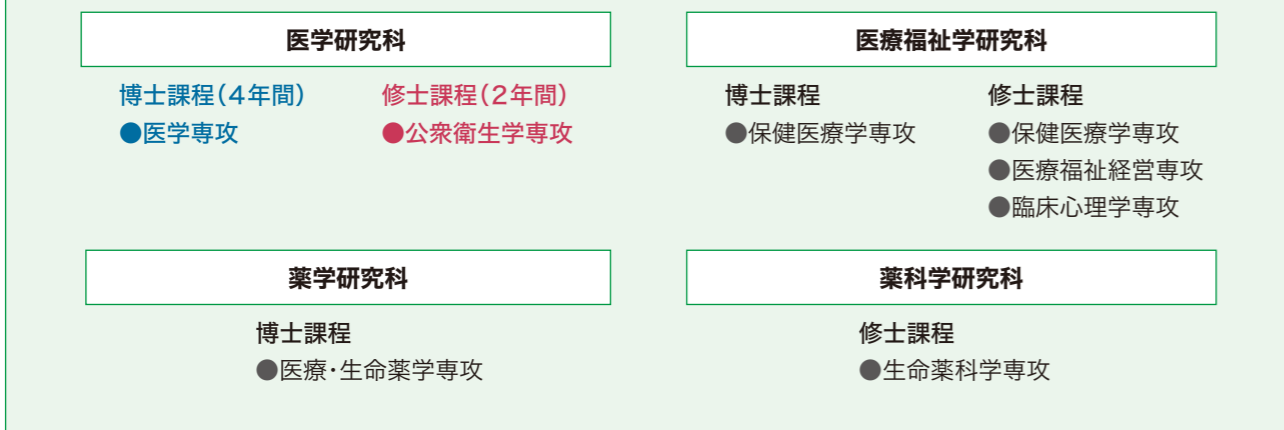 医学研究科
博士課程（4年間）
●医学専攻
修士課程（2年間）
●公衆衛生学専攻
医療福祉学研究科
博士課程
●保健医療学専攻
修士課程
●保健医療学専攻
●医療福祉経営専攻
●臨床心理学専攻
薬学研究科
博士課程
●医療・生命薬学専攻
薬科学研究科
修士課程
●生命薬科学専攻